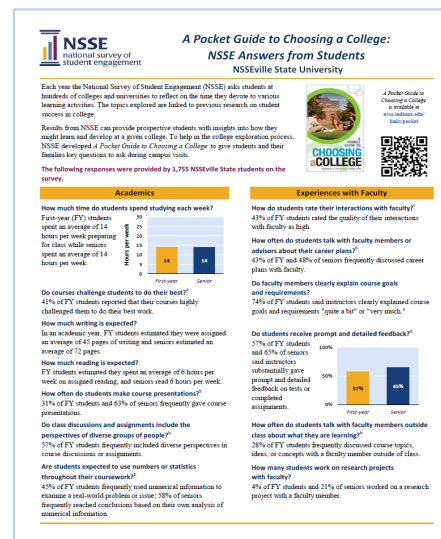 NSSE
national survey of
student engagement
A Pocket Guide to Choosing a College:
NSSE Answers from Students
NSSEville State University
Each year the National Survey of Student Engagement (NSSE) asks students at
hundreds of colleges and universities to reflect on the time they devote to various
learning activities. The topics explored are linked to previous research on student
success in college.
Results from NSSE can provide prospective students with insights into how they
might learn and develop at a given college. To help in the college exploration process,
NSSE developed A Pocket Guide to Choosing a College to give students and their
families key questions to ask during campus visits.
The following responses were provided by 1,755 NSSEville State students on the
survey.
CHOOSING
a COLLEGE
A Pocket Guide to
Choosing a College
is available at
nsse.indiana.edu/
links/pocket
Academics
How much time do students spend studying each week?
First-year (FY) students
spent an average of 14
hours per week preparing
for class while seniors
spent an average of 14
hours per week.
Hours per week
30
25
20
15
10
5
0
14
14
First-year
Senior
Do courses challenge students to do their best?ᵃ
41% of FY students reported that their courses highly
challenged them to do their best work.
How much writing is expected?
In an academic year, FY students estimated they were assigned
an average of 45 pages of writing and seniors estimated an
average of 72 pages.
How much reading is expected?
FY students estimated they spent an average of 6 hours per
week on assigned reading, and seniors read 6 hours per week.
How often do students make course presentations?ᵇ
31% of FY students and 63% of seniors frequently gave course
presentations.
Do class discussions and assignments include the
perspectives of diverse groups of people?ᵇ
57% of FY students frequently included diverse perspectives in
course discussions or assignments.
Are students expected to use numbers or statistics
throughout their coursework?ᵇ
45% of FY students frequently used numerical information to
examine a real-world problem or issue; 58% of seniors
frequently reached conclusions based on their own analysis of
numerical information.
Experiences with Faculty
How do students rate their interactions with faculty?ᶜ
43% of FY students rated the quality of their interactions
with faculty as high.
How often do students talk with faculty members or
advisors about their career plans?ᵇ
43% of FY and 48% of seniors frequently discussed career
plans with faculty.
Do faculty members clearly explain course goals
and requirements?
74% of FY students said instructors clearly explained course
goals and requirements "quite a bit" or "very much."
Do students receive prompt and detailed feedback?ᵈ
57% of FY students
and 65% of seniors
said instructors
substantially gave
prompt and detailed
feedback on tests or
completed
assignments.
100%
50%
0%
57%
65%
First-year
Senior
How often do students talk with faculty members outside
class about what they are learning?ᵇ
28% of FY students frequently discussed course topics,
ideas, or concepts with a faculty member outside of class.
How many students work on research projects
with faculty?
4% of FY students and 21% of seniors worked on a research
project with a faculty member.